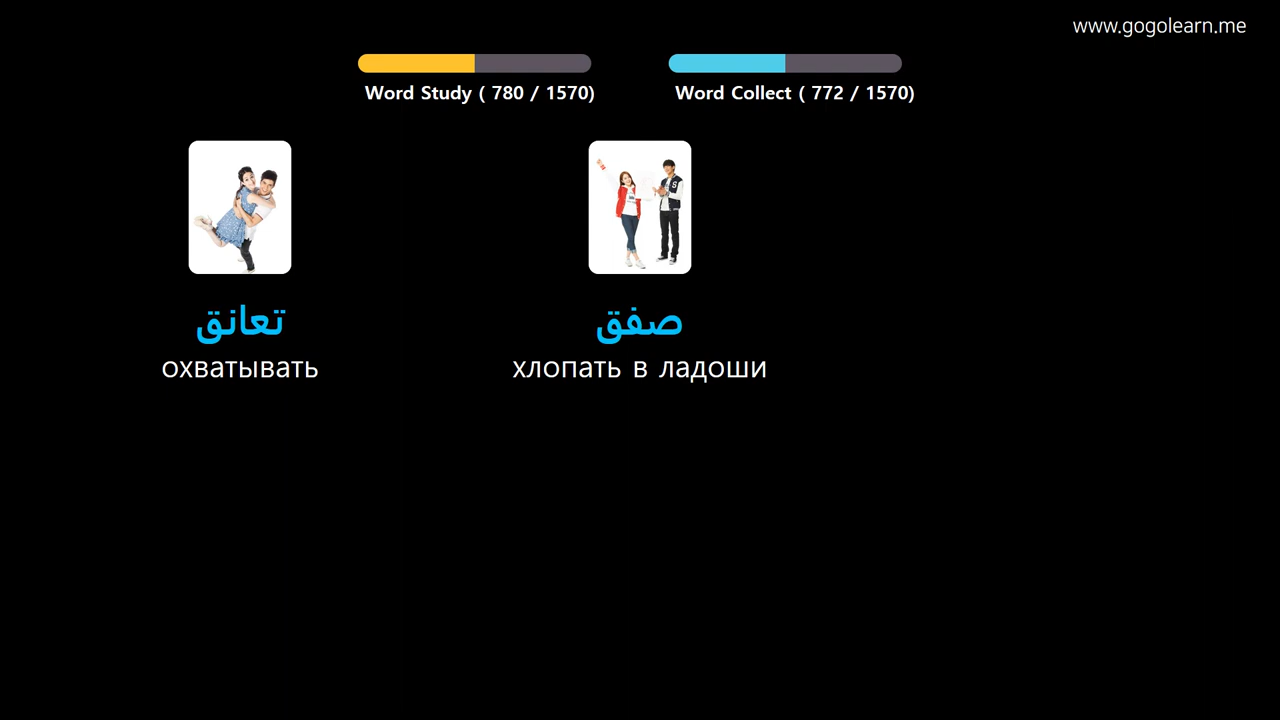 www.gogolearn.me
Word Study ( 780 / 1570)
Word Collect ( 772 / 1570)
تعانق
охватывать
صفق
хлопать в ладоши